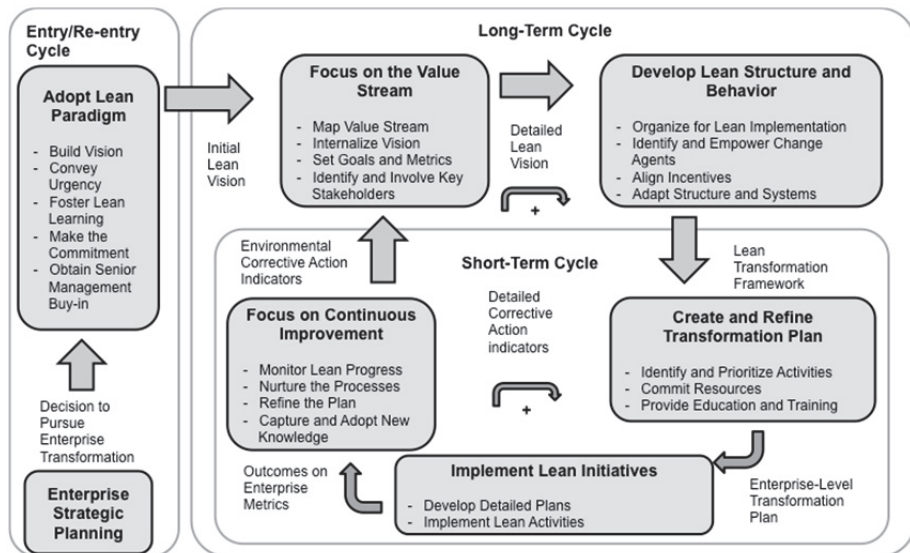 Entry/Re-entry
Cycle
Adopt Lean
Paradigm
- Build Vision
- Convey
Urgency
- Foster Lean
Learning
- Make the
Commitment
- Obtain Senior
Management
Buy-in
Decision to
Pursue
Enterprise
Transformation
Enterprise
Strategic
Planning
Long-Term Cycle
Initial
Lean
Vision
Focus on the Value
Stream
- Map Value Stream
- Internalize Vision
- Set Goals and Metrics
- Identify and Involve Key
Stakeholders
Detailed
Lean
Vision
+
Develop Lean Structure and
Behavior
- Organize for Lean Implementation
- Identify and Empower Change
Agents
- Align Incentives
- Adapt Structure and Systems
Environmental
Corrective Action
Indicators
Short-Term Cycle
Lean
Transformation
Framework
Detailed
Corrective
Action
indicators
+
Focus on Continuous
Improvement
- Monitor Lean Progress
- Nurture the Processes
- Refine the Plan
- Capture and Adopt New
Knowledge
Create and Refine
Transformation Plan
- Identify and Prioritize Activities
- Commit Resources
- Provide Education and Training
Outcomes on
Enterprise
Metrics
Implement Lean Initiatives
- Develop Detailed Plans
- Implement Lean Activities
Enterprise-Level
Transformation
Plan